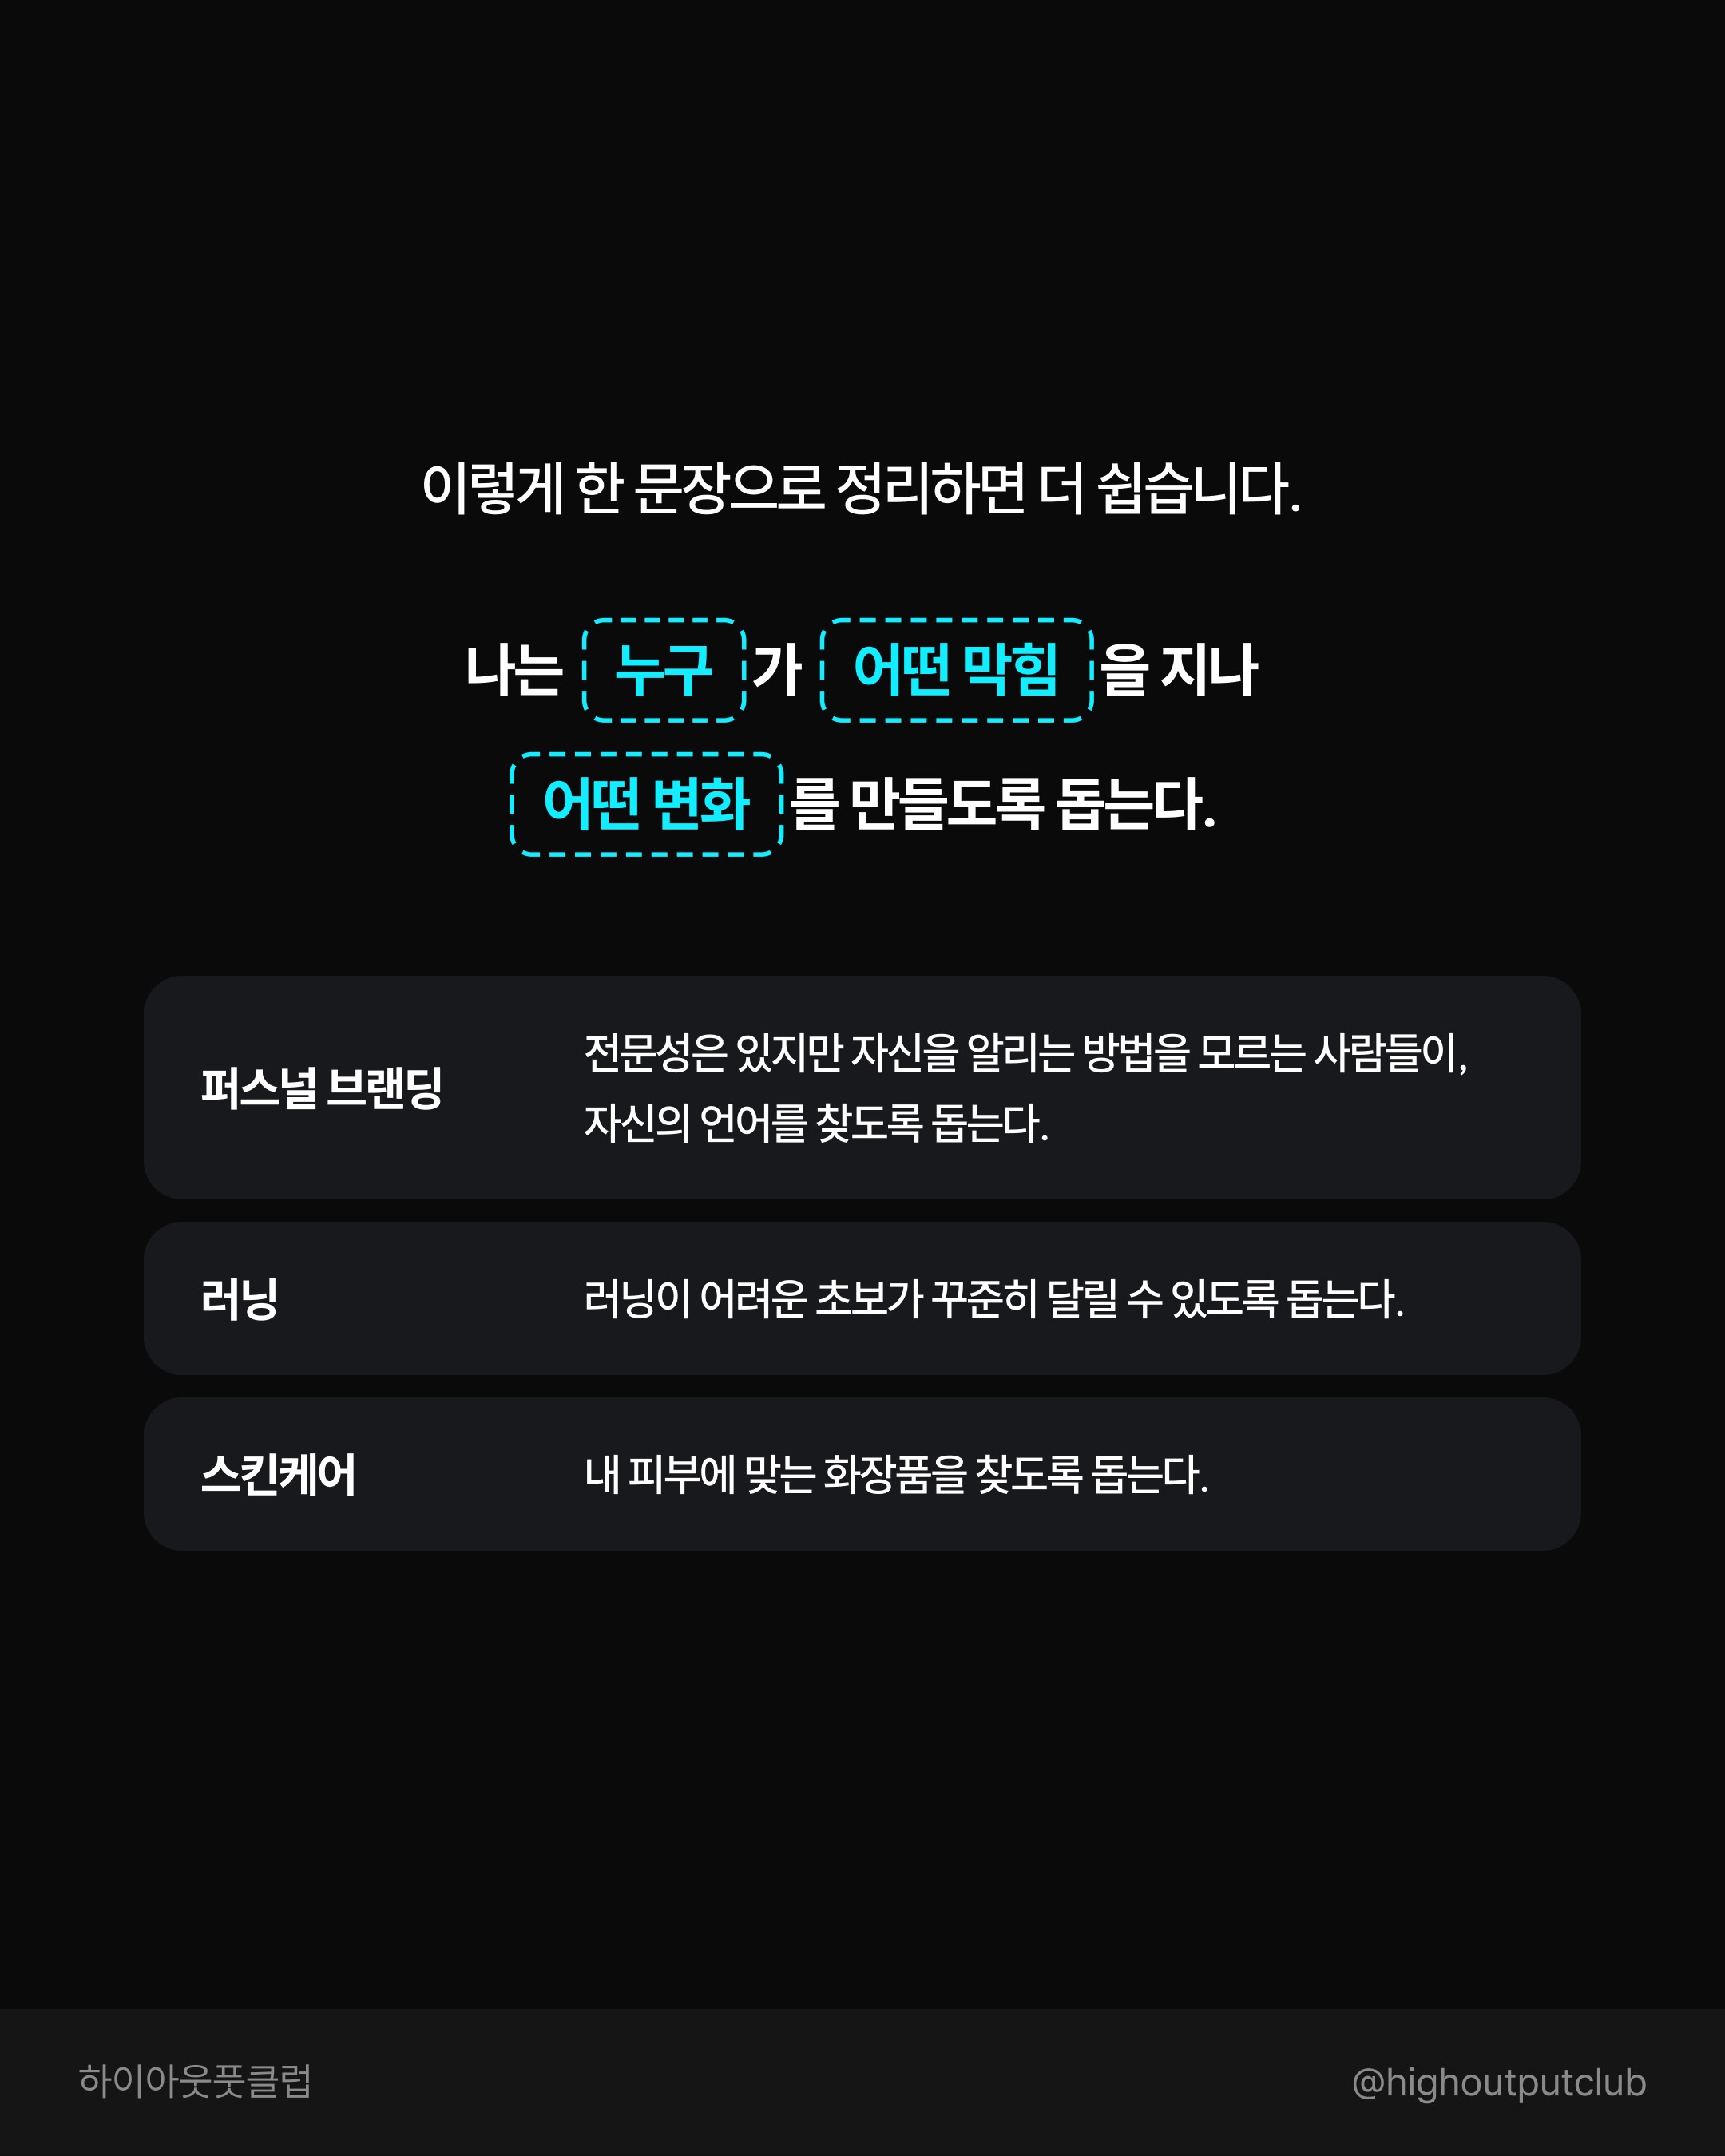 이렇게 한 문장으로 정리하면 더 쉽습니다.
나는 누구가 어떤 막힘을 지나
어떤 변화를 만들도록 돕는다.
퍼스널 브랜딩
전문성은 있지만 자신을 알리는 방법을 모르는 사람들이,
자신의 언어를 찾도록 돕는다.
러닝
러닝이 어려운 초보가 꾸준히 달릴 수 있도록 돕는다.
스킨케어
내 피부에 맞는 화장품을 찾도록 돕는다.
하이아웃풋클럽
@highoutputclub